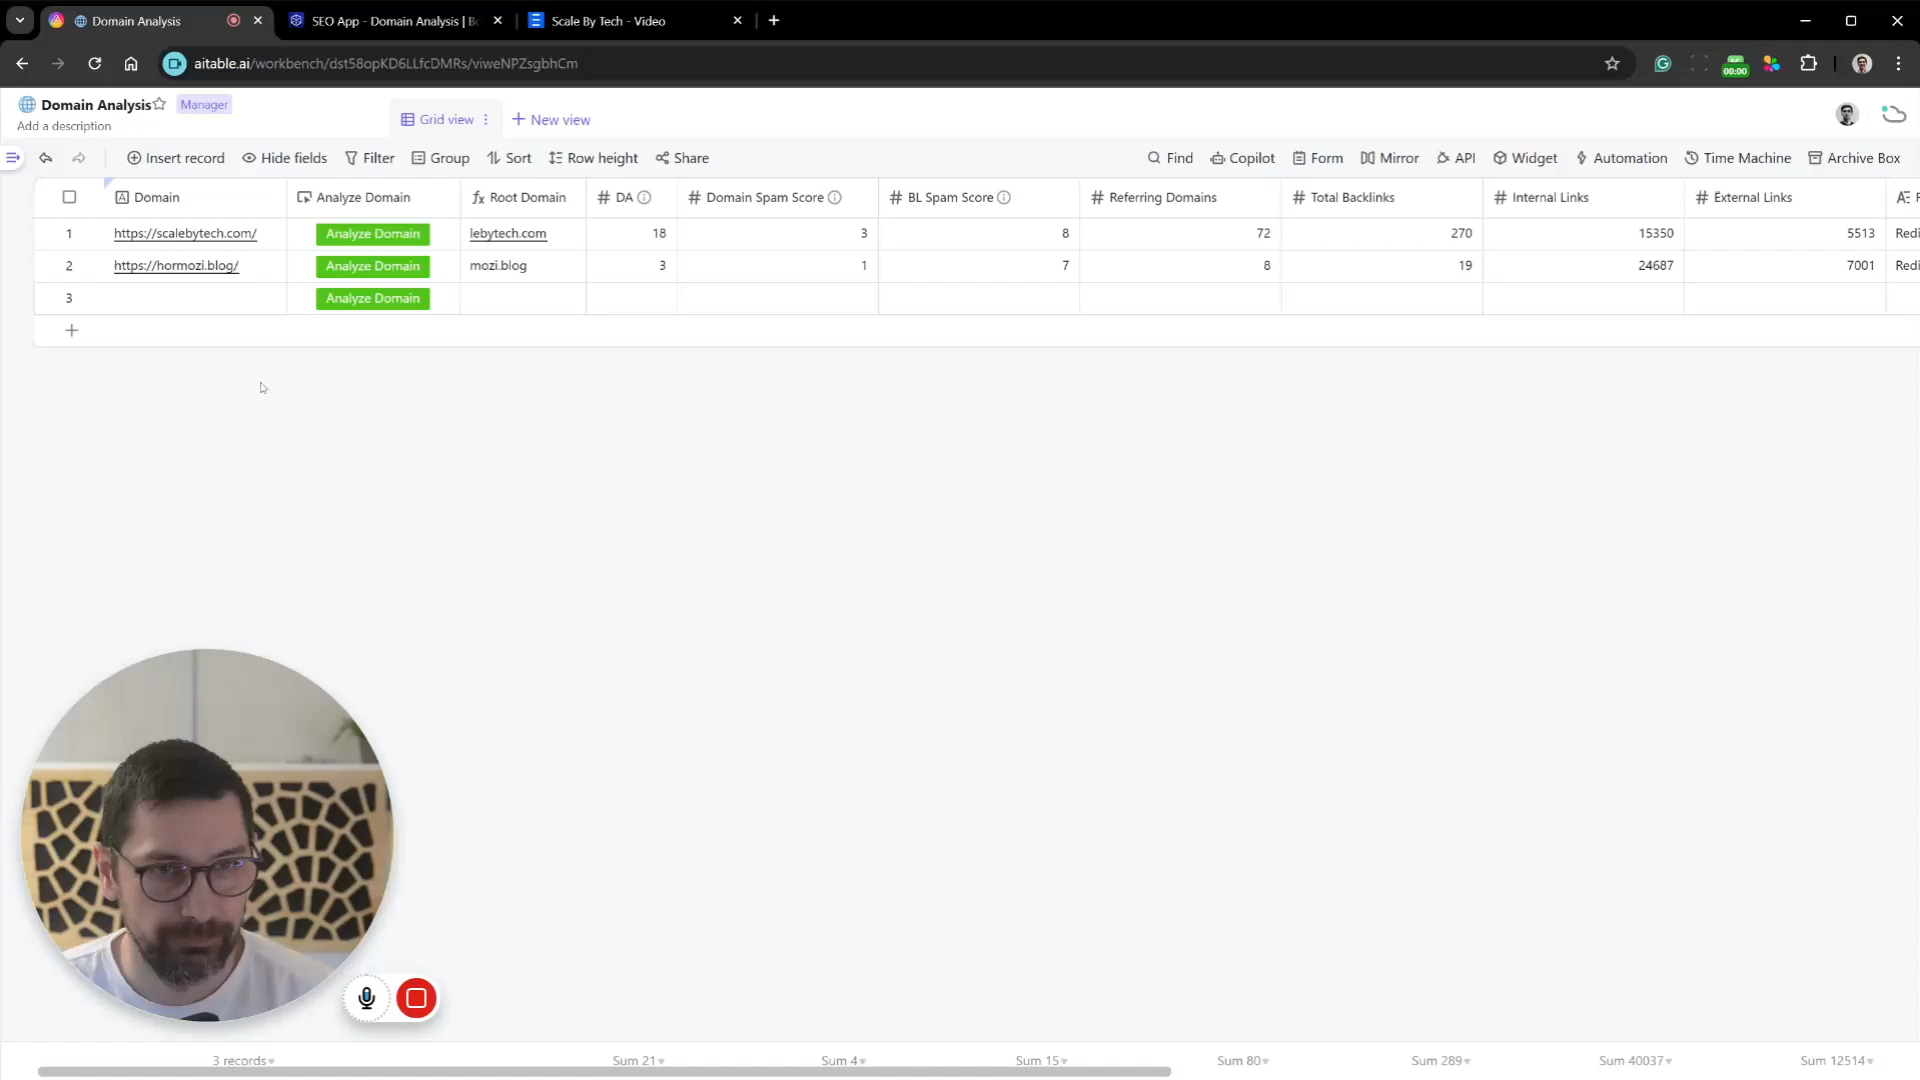 Domain Analysis
SEO App - Domain Analysis | Bo
Scale By Tech - Video
aitable.ai/workbench/dst58opKD6LLfcDMRs/viweNPZsgbhCm
00:00
Domain Analysis Manager
Add a description
Grid view
New view
Insert record Hide fields Filter Group Sort Row height Share Find Copilot Form Mirror API Widget Automation Time Machine Archive Box
Domain Analyze Domain Root Domain DA Domain Spam Score BL Spam Score Referring Domains Total Backlinks Internal Links External Links
1 https://scalebytech.com/ Analyze Domain lebytech.com 18 3 8 72 270 15350 5513 Redi
2 https://hormozi.blog/ Analyze Domain mozi.blog 3 1 7 8 19 24687 7001 Redi
3 Analyze Domain
3 records Sum 21 Sum 4 Sum 15 Sum 80 Sum 289 Sum 40037 Sum 12514